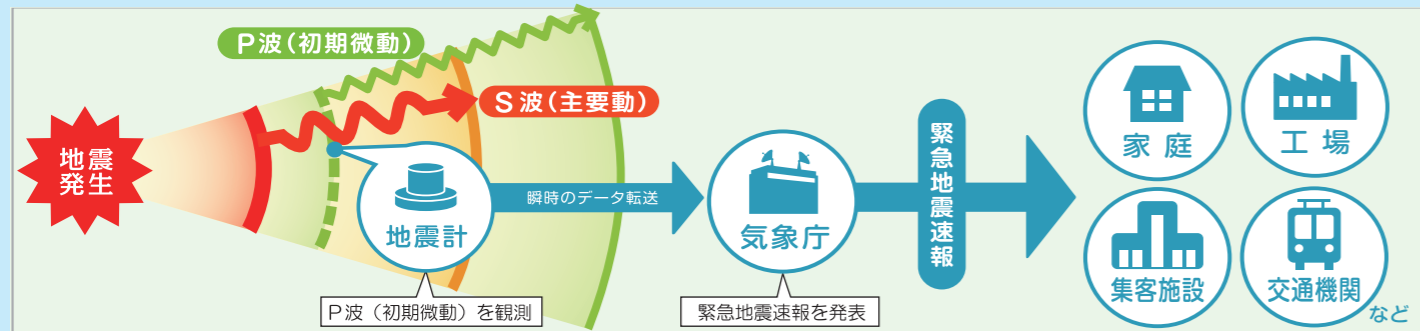 P波(初期微動)
S波(主要動)
地震
発生
地震計
P波（初期微動）を観測
瞬時のデータ転送
気象庁
緊急地震速報を発表
緊急地震速報
家庭
工場
集客施設
交通機関
など